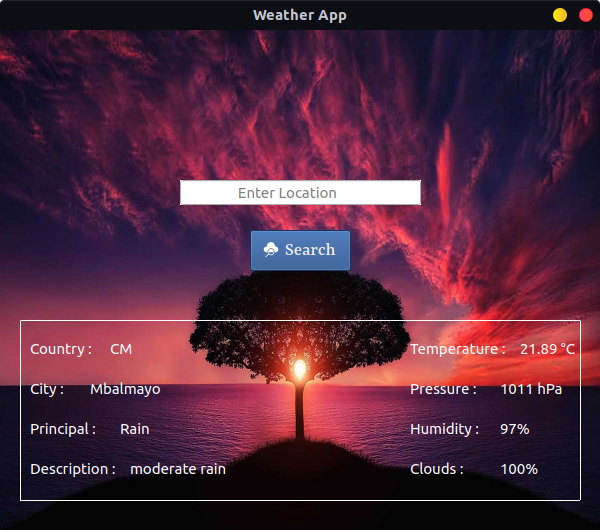 Weather App
Enter Location
Search
Country : CM
Temperature : 21.89 °C
City : Mbalmayo
Pressure : 1011 hPa
Principal : Rain
Humidity : 97%
Description : moderate rain
Clouds : 100%